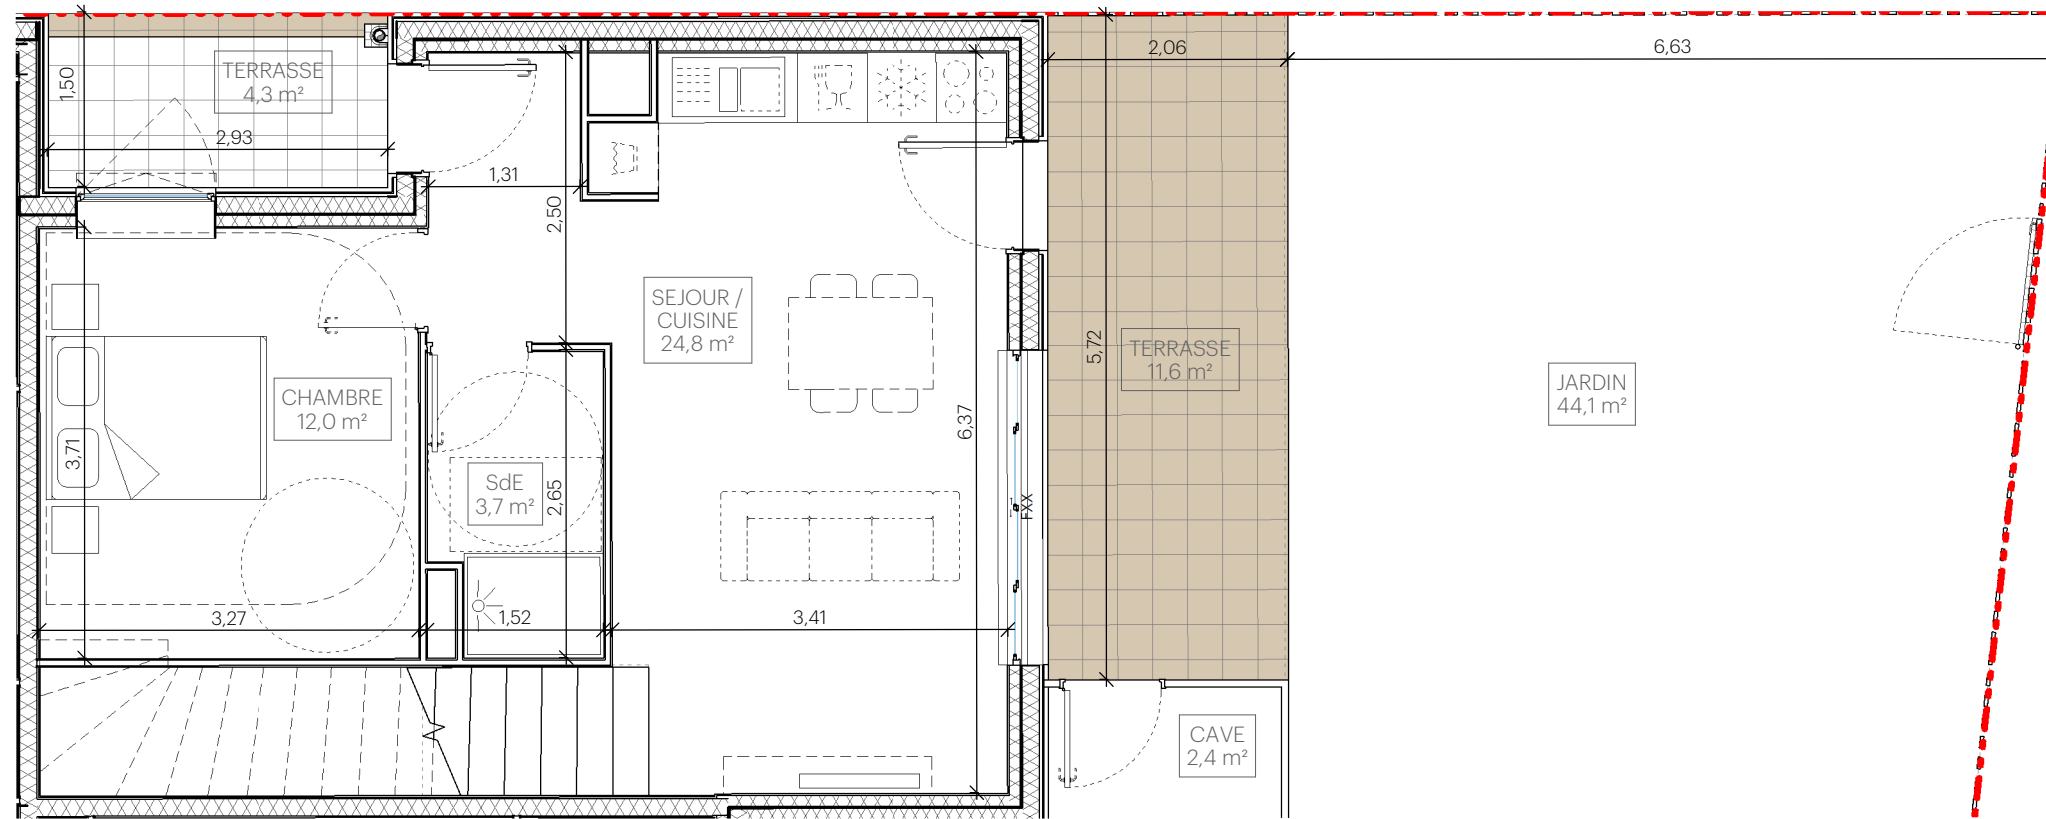 TERRASSE
4,3 m²
1,50
2,93
1,31
2,50
2,06
6,63
SEJOUR /
CUISINE
24,8 m²
5,72
TERRASSE
11,6 m²
JARDIN
44,1 m²
CHAMBRE
12,0 m²
3,71
6,37
SdE
3,7 m²
2,65
FXX
3,27
1,52
3,41
CAVE
2,4 m²